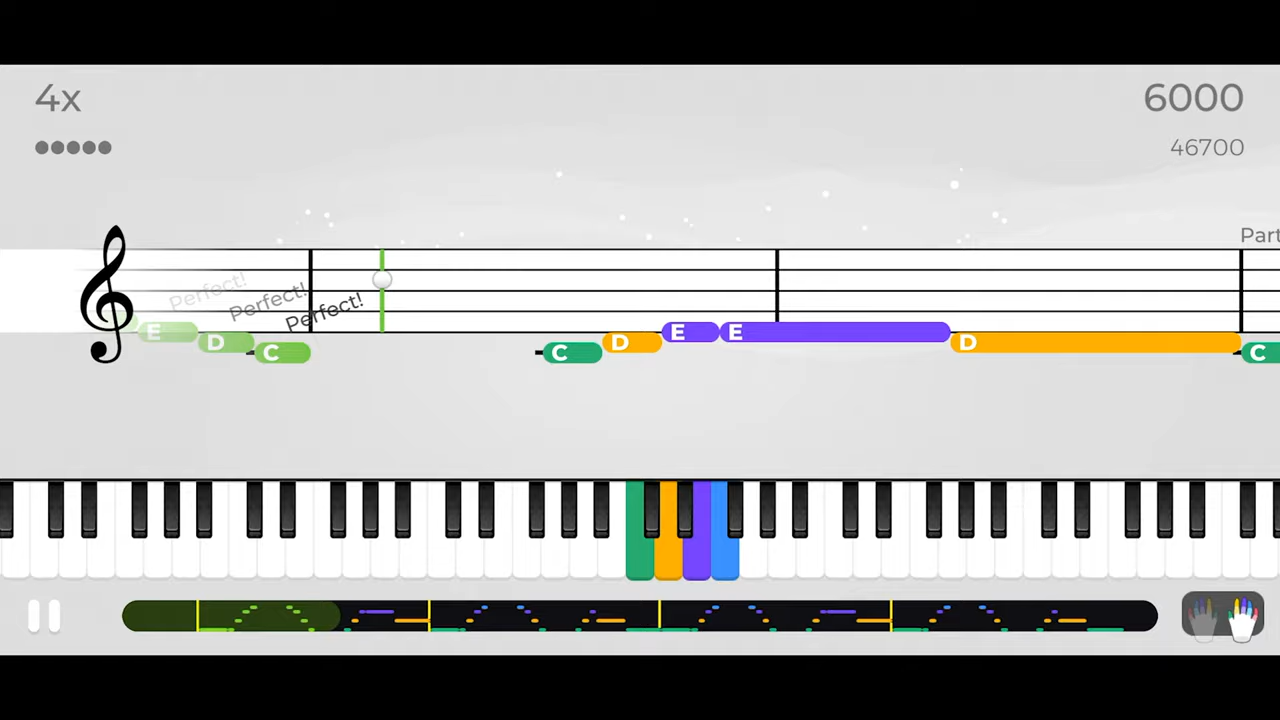 4x
6000
46700
Part
Perfect!
Perfect!
Perfect!
E D C C D E E D C